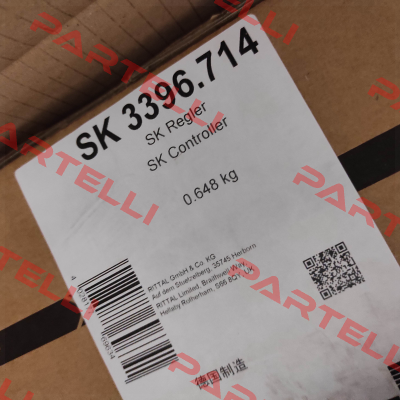 SK 3396.714
SK Regler
SK Controller
0.648 kg
RITTAL GmbH & Co. KG
Auf dem Stuetzelberg, 35745 Herborn
RITTAL Limited, Braithwell Way,
Hellaby Rotherham, S66 8QY, UK
德国制造
PARTELLI
PARTELLI
PARTELLI
PARTELLI
PARTELLI